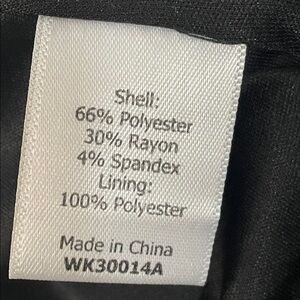 Shell:
66% Polyester
30% Rayon
4% Spandex
Lining:
100% Polyester
Made in China
WK30014A